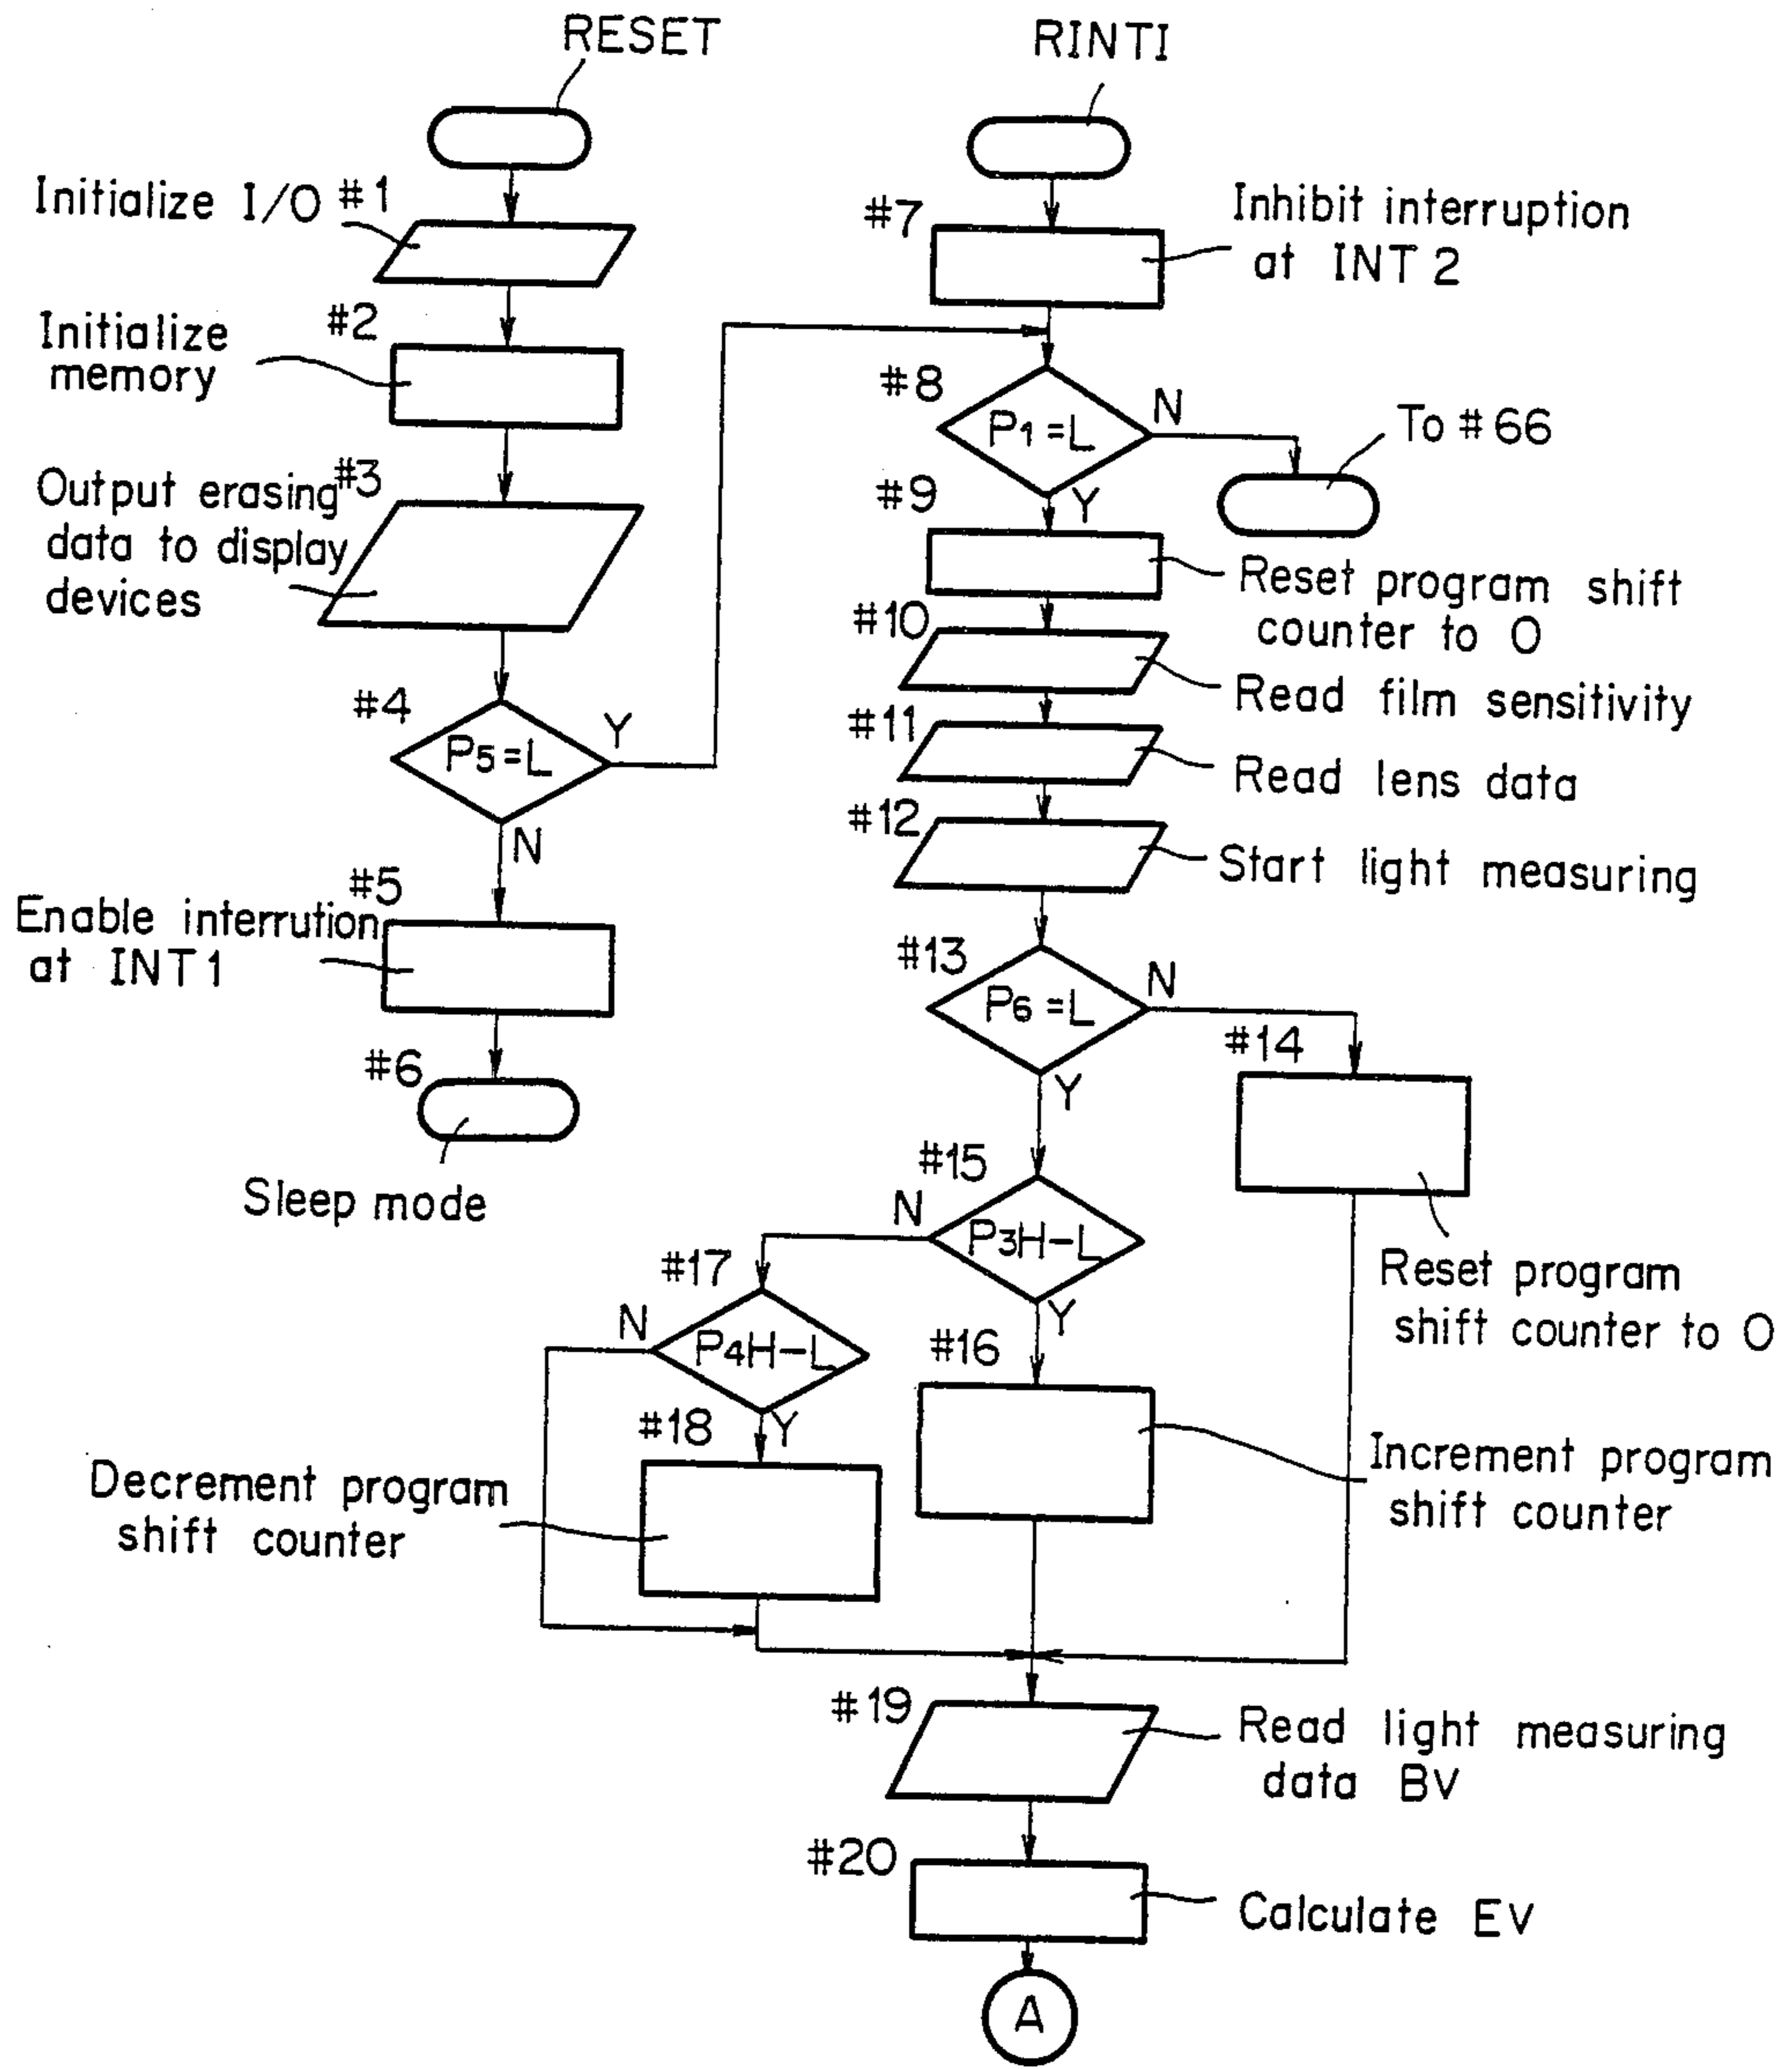 RESET
Initialize I/O #1
#2
Initialize
memory
#3
Output erasing
data to display
devices
#4
P5=L
Y
N
#5
Enable interrution
at INT1
#6
Sleep mode
RINTI
#7
Inhibit interruption
at INT 2
#8
P1=L
N
Y
To #66
#9
Reset program shift
counter to 0
#10
Read film sensitivity
#11
Read lens data
#12
Start light measuring
#13
P6=L
N
Y
#14
Reset program
shift counter to 0
#15
P3H-L
N
Y
#16
Increment program
shift counter
#17
P4H-L
N
Y
#18
Decrement program
shift counter
#19
Read light measuring
data BV
#20
Calculate EV
A